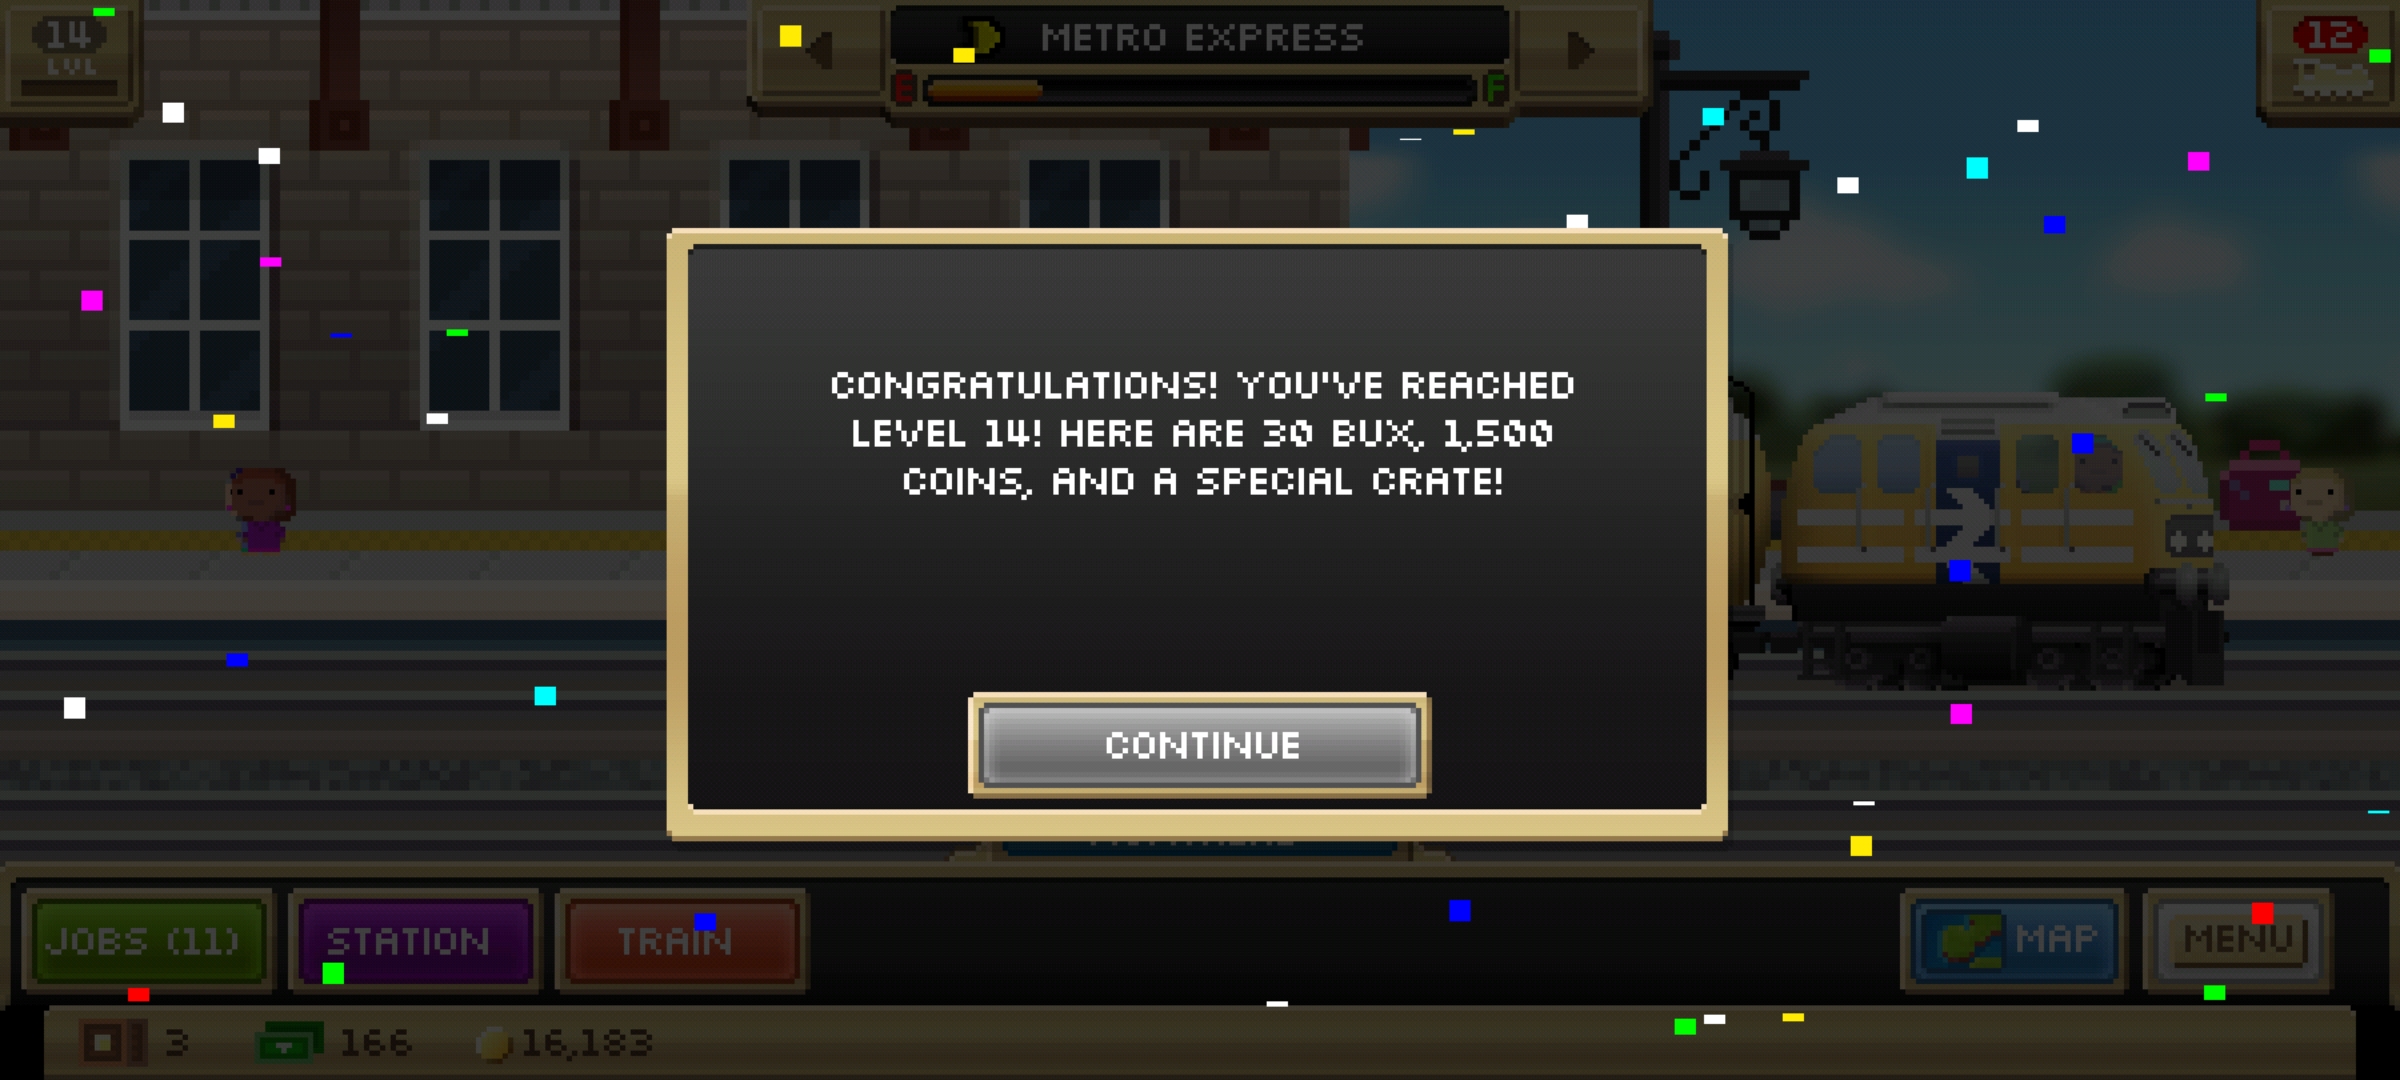 14
LVL
METRO EXPRESS
E
F
12
CONGRATULATIONS! YOU'VE REACHED
LEVEL 14! HERE ARE 30 BUX, 1,500
COINS, AND A SPECIAL CRATE!
CONTINUE
JOBS (11)
STATION
TRAIN
MAP
MENU
3
166
16,183